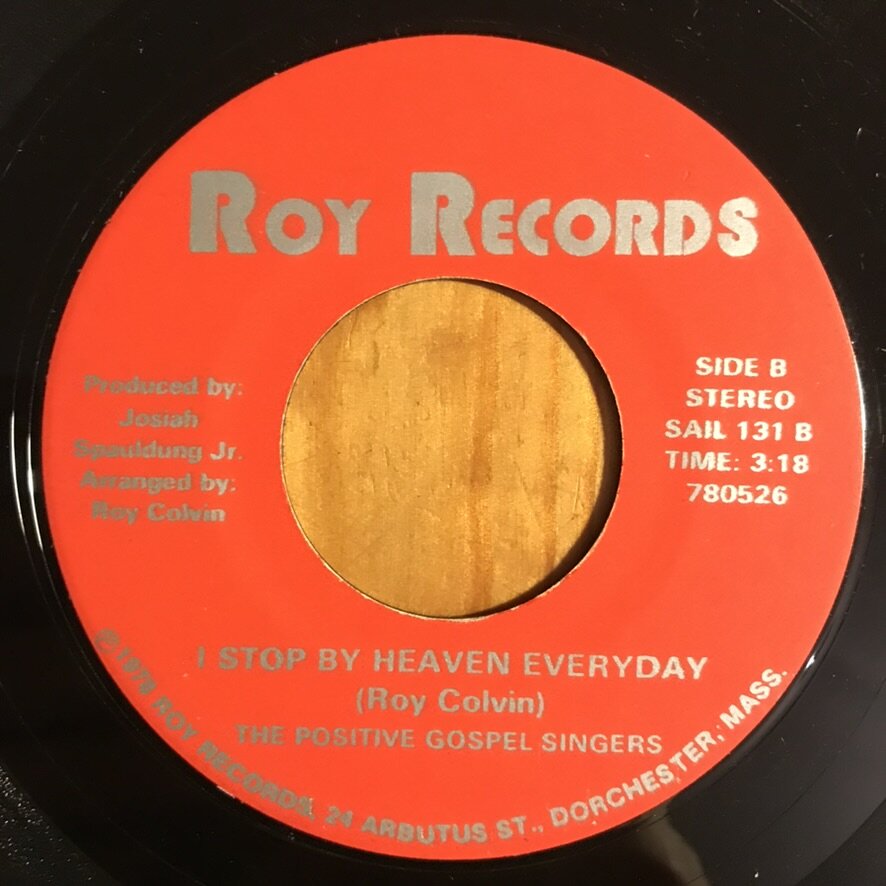 ROY RECORDS
Produced by:
Josiah
Spauldung Jr.
Arranged by:
Roy Colvin
SIDE B
STEREO
SAIL 131 B
TIME: 3:18
780526
I STOP BY HEAVEN EVERYDAY
(Roy Colvin)
THE POSITIVE GOSPEL SINGERS
℗1978 ROY RECORDS, 24 ARBUTUS ST., DORCHESTER, MASS.